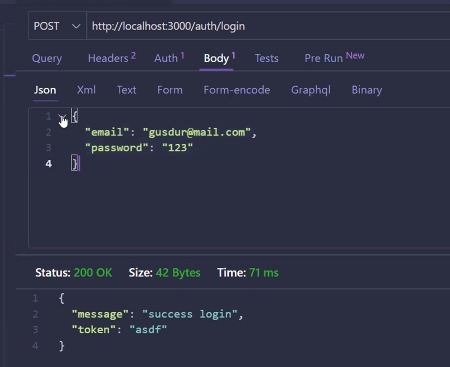 POST http://localhost:3000/auth/login
Query Headers 2 Auth 1 Body 1 Tests Pre Run New
Json Xml Text Form Form-encode Graphql Binary
1 {
2 "email": "gusdur@mail.com",
3 "password": "123"
4 }
Status: 200 OK Size: 42 Bytes Time: 71 ms
1 {
2 "message": "success login",
3 "token": "asdf"
4 }